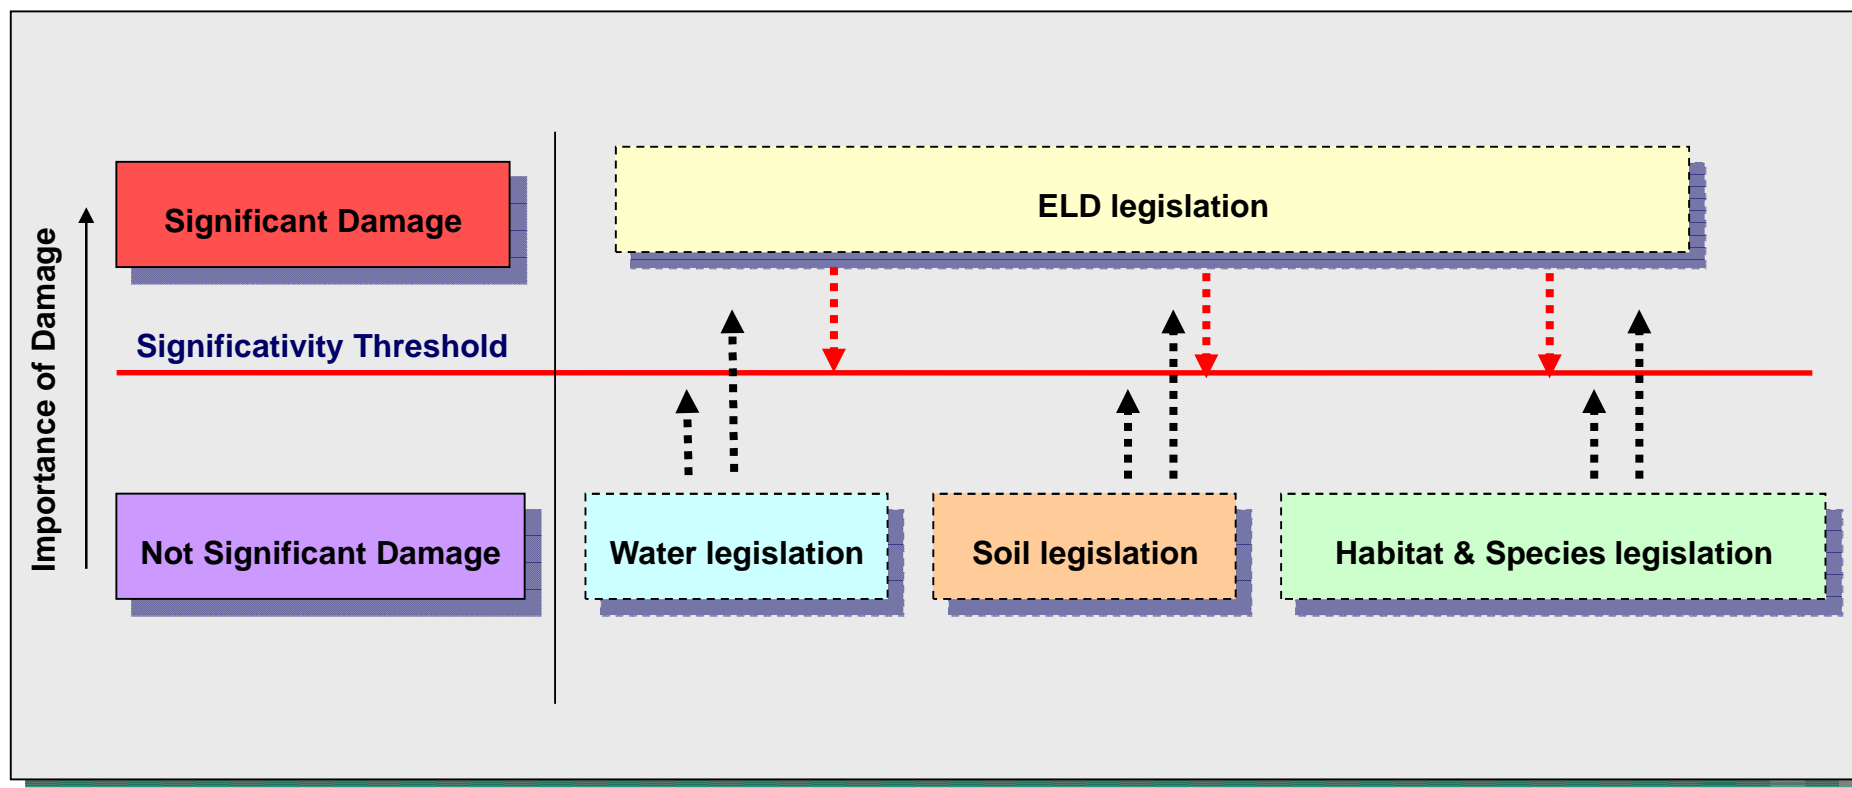 Importance of Damage
Significant Damage
ELD legislation
Significativity Threshold
Not Significant Damage
Water legislation
Soil legislation
Habitat & Species legislation